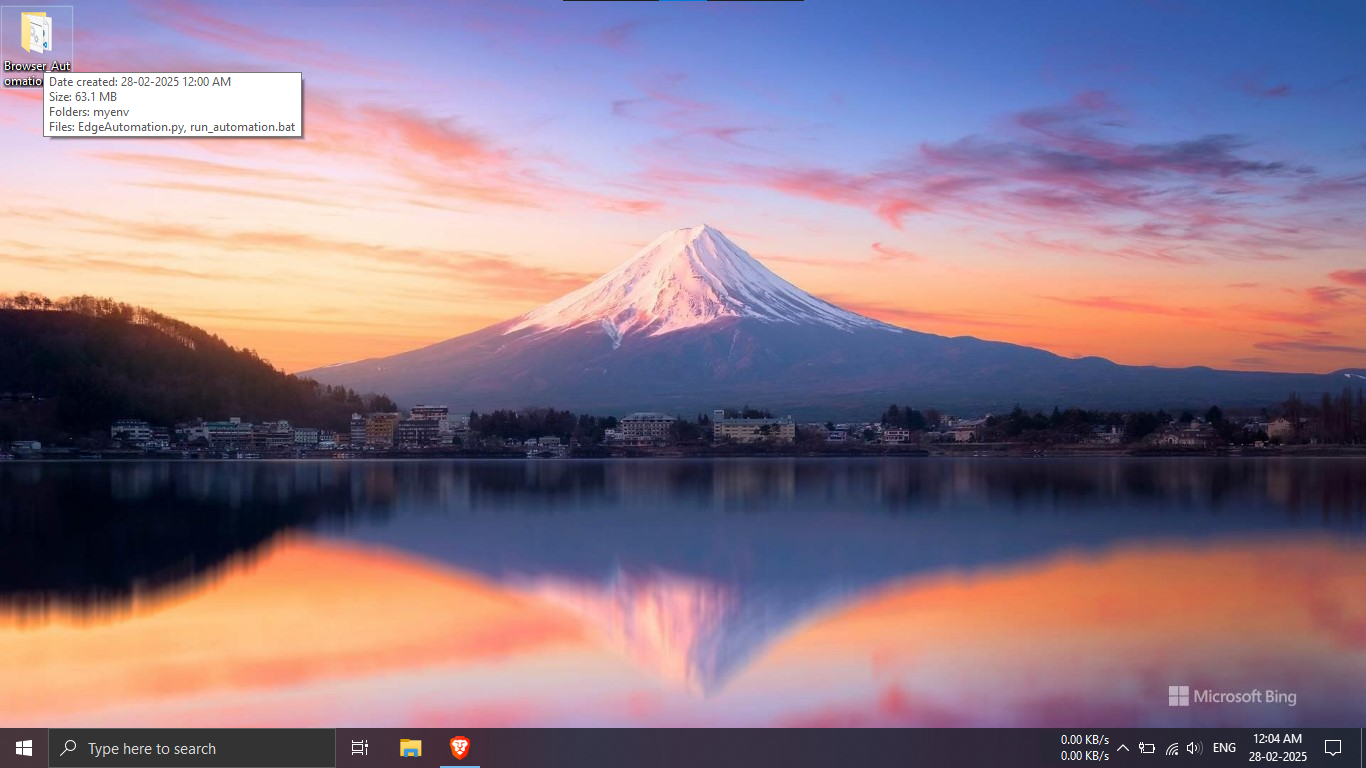 Browser_Aut
omatio
Date created: 28-02-2025 12:00 AM
Size: 63.1 MB
Folders: myenv
Files: EdgeAutomation.py, run_automation.bat
Microsoft Bing
Type here to search
0.00 KB/s
0.00 KB/s
ENG
12:04 AM
28-02-2025